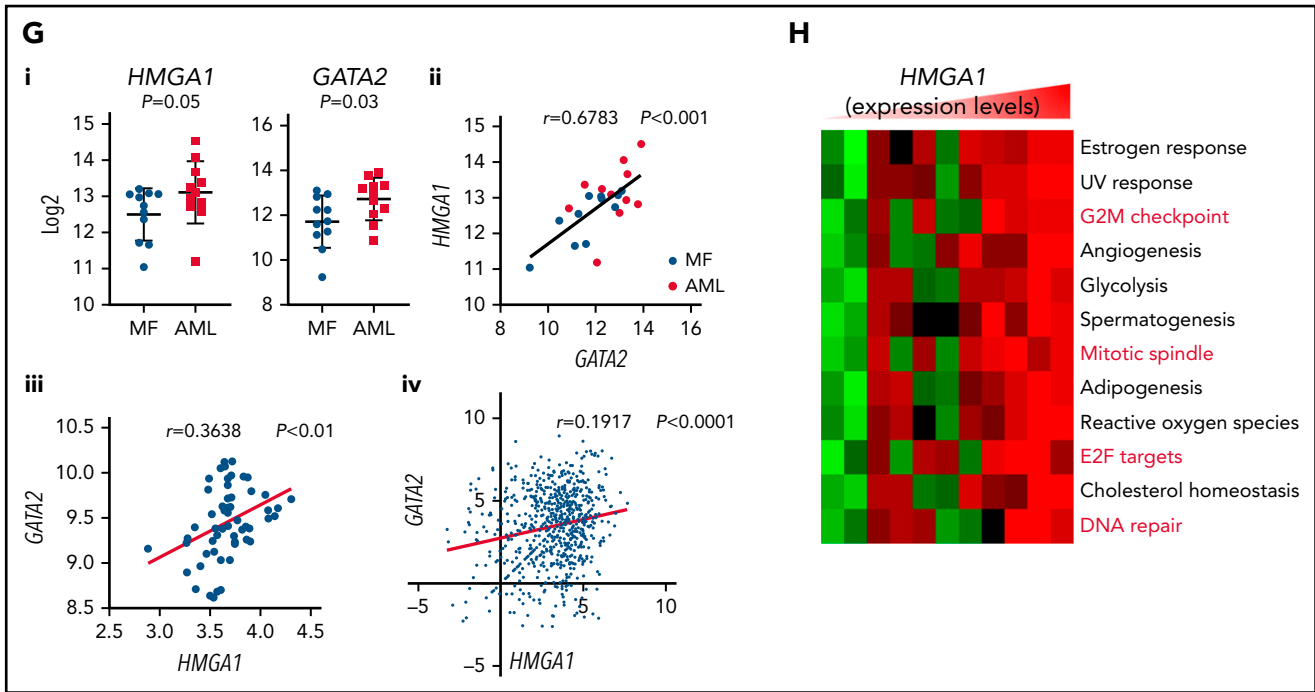 G
i
HMGA1
P=0.05
Log2
15
14
13
12
11
10
MF
AML
GATA2
P=0.03
16
14
12
10
8
MF
AML
ii
r=0.6783 P<0.001
HMGA1
15
14
13
12
11
10
MF
AML
8 10 12 14 16
GATA2
iii
r=0.3638 P<0.01
GATA2
10.5
10.0
9.5
9.0
8.5
2.5 3.0 3.5 4.0 4.5
HMGA1
iv
r=0.1917 P<0.0001
GATA2
10
5
−5 5 10
−5
HMGA1
H
HMGA1
(expression levels)
Estrogen response
UV response
G2M checkpoint
Angiogenesis
Glycolysis
Spermatogenesis
Mitotic spindle
Adipogenesis
Reactive oxygen species
E2F targets
Cholesterol homeostasis
DNA repair